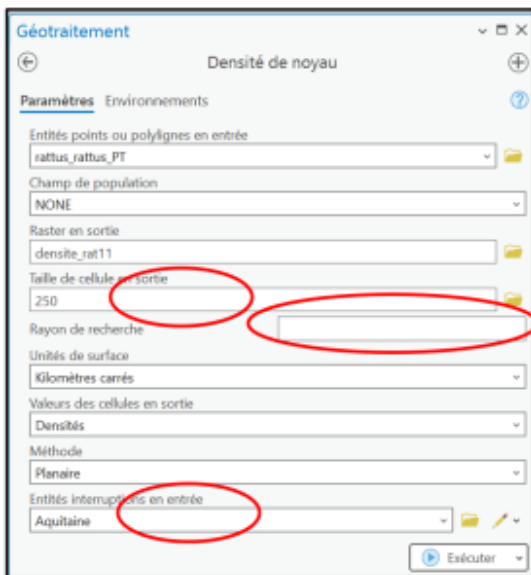 Géotraitement
Densité de noyau
Paramètres Environnements
Entités points ou polylignes en entrée
rattus_rattus_PT
Champ de population
NONE
Raster en sortie
densite_rat11
Taille de cellule en sortie
250
Rayon de recherche
Unités de surface
Kilomètres carrés
Valeurs des cellules en sortie
Densités
Méthode
Planaire
Entités interruptions en entrée
Aquitaine
Exécuter